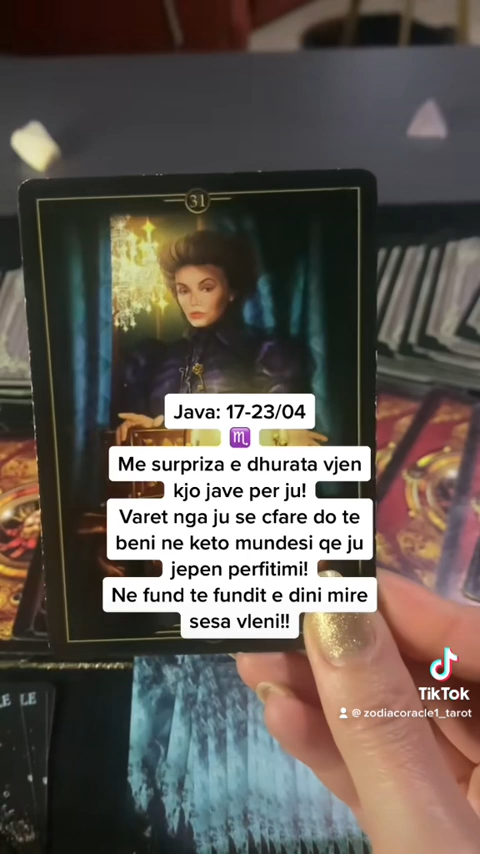 31
Java: 17-23/04
♏
Me surpriza e dhurata vjen
kjo jave per ju!
Varet nga ju se cfare do te
beni ne keto mundesi qe ju
jepen perfitimi!
Ne fund te fundit e dini mire
sesa vleni!!
TikTok
@ zodiacoracle1_tarot
LE